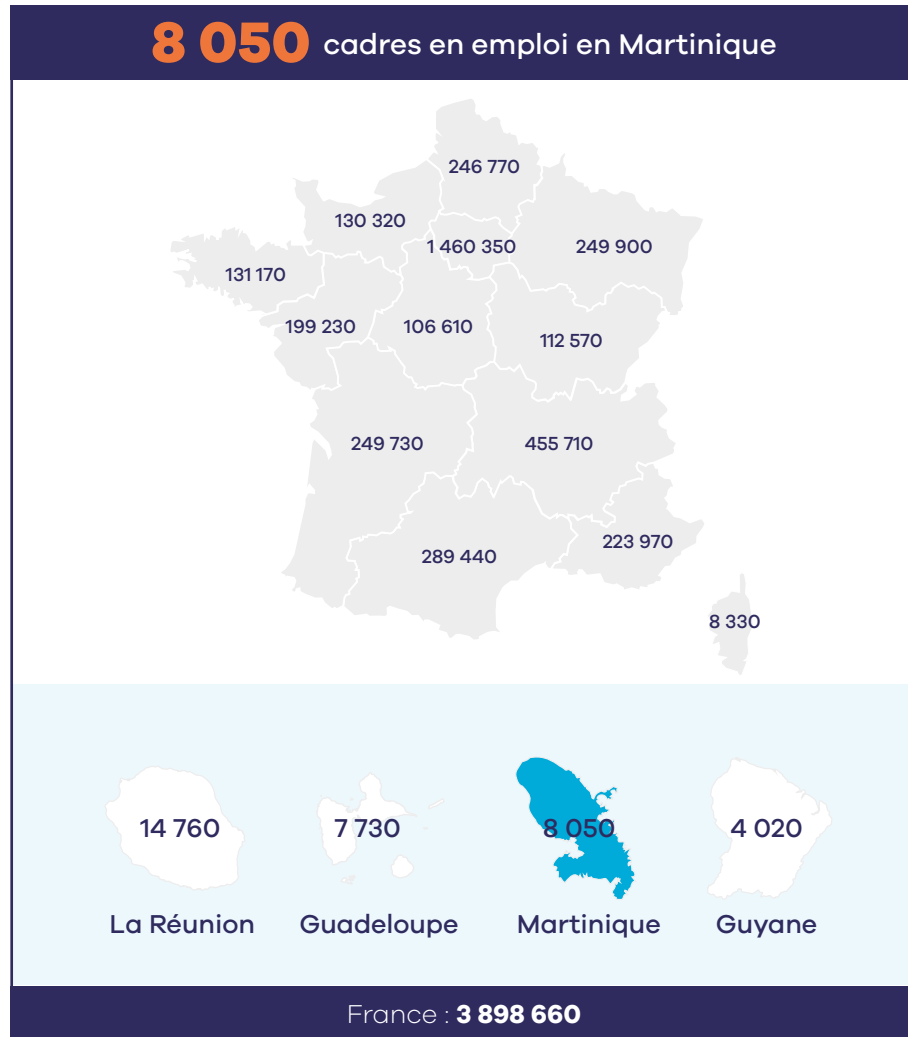 8 050 cadres en emploi en Martinique
246 770
130 320
1 460 350
249 900
131 170
199 230
106 610
112 570
249 730
455 710
289 440
223 970
8 330
14 760
7 730
8 050
4 020
La Réunion
Guadeloupe
Martinique
Guyane
France : 3 898 660